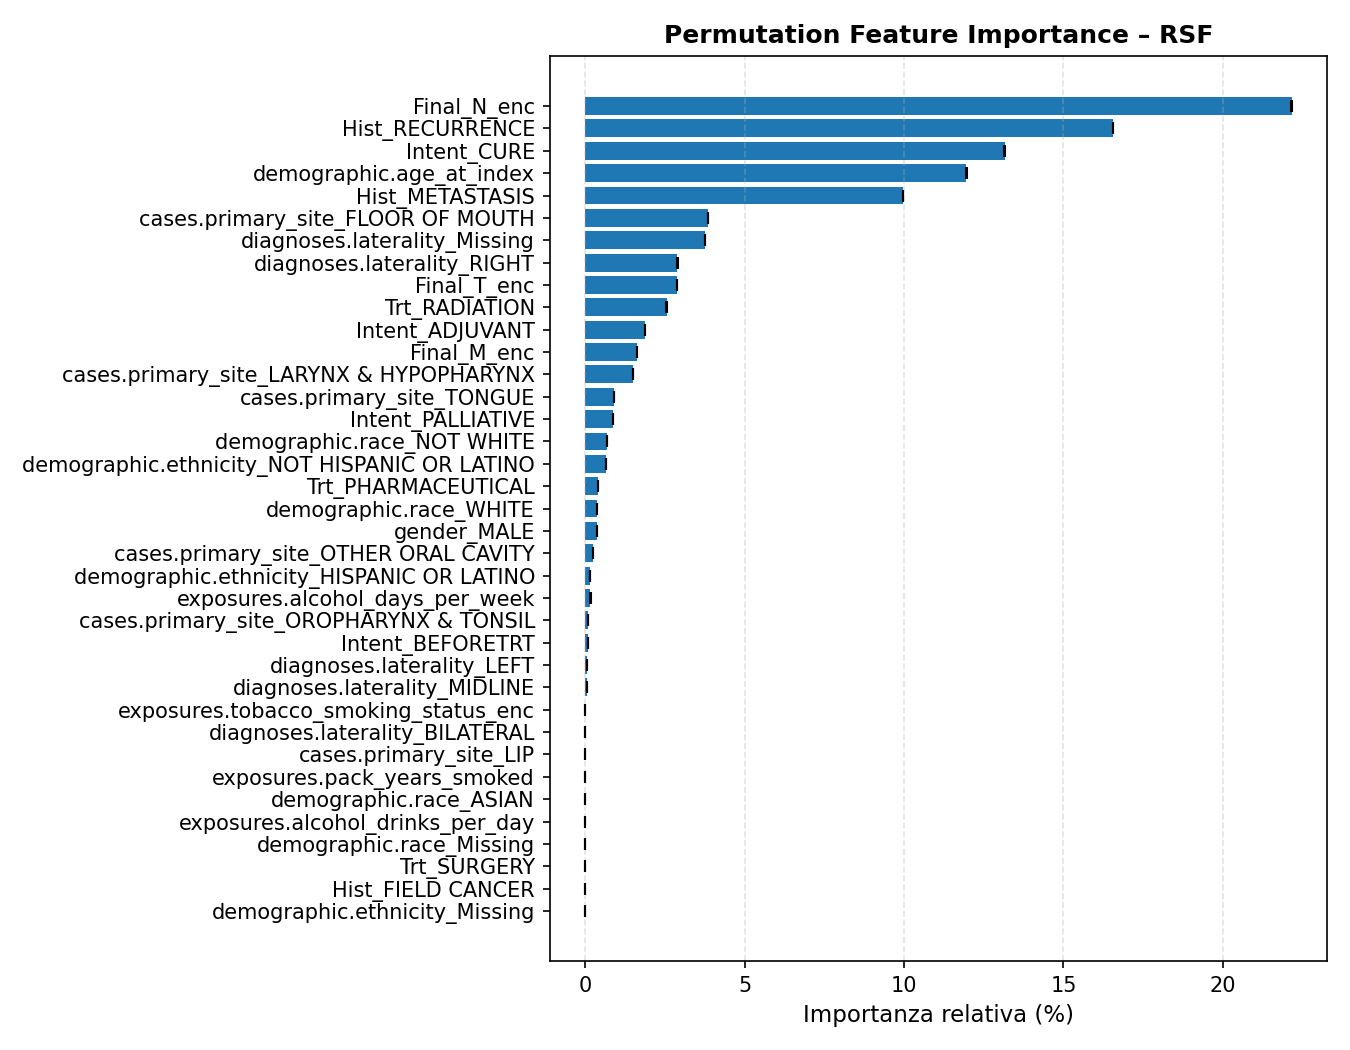 Permutation Feature Importance – RSF
Final_N_enc
Hist_RECURRENCE
Intent_CURE
demographic.age_at_index
Hist_METASTASIS
cases.primary_site_FLOOR OF MOUTH
diagnoses.laterality_Missing
diagnoses.laterality_RIGHT
Final_T_enc
Trt_RADIATION
Intent_ADJUVANT
Final_M_enc
cases.primary_site_LARYNX & HYPOPHARYNX
cases.primary_site_TONGUE
Intent_PALLIATIVE
demographic.race_NOT WHITE
demographic.ethnicity_NOT HISPANIC OR LATINO
Trt_PHARMACEUTICAL
demographic.race_WHITE
gender_MALE
cases.primary_site_OTHER ORAL CAVITY
demographic.ethnicity_HISPANIC OR LATINO
exposures.alcohol_days_per_week
cases.primary_site_OROPHARYNX & TONSIL
Intent_BEFORETRT
diagnoses.laterality_LEFT
diagnoses.laterality_MIDLINE
exposures.tobacco_smoking_status_enc
diagnoses.laterality_BILATERAL
cases.primary_site_LIP
exposures.pack_years_smoked
demographic.race_ASIAN
exposures.alcohol_drinks_per_day
demographic.race_Missing
Trt_SURGERY
Hist_FIELD CANCER
demographic.ethnicity_Missing
0 5 10 15 20
Importanza relativa (%)